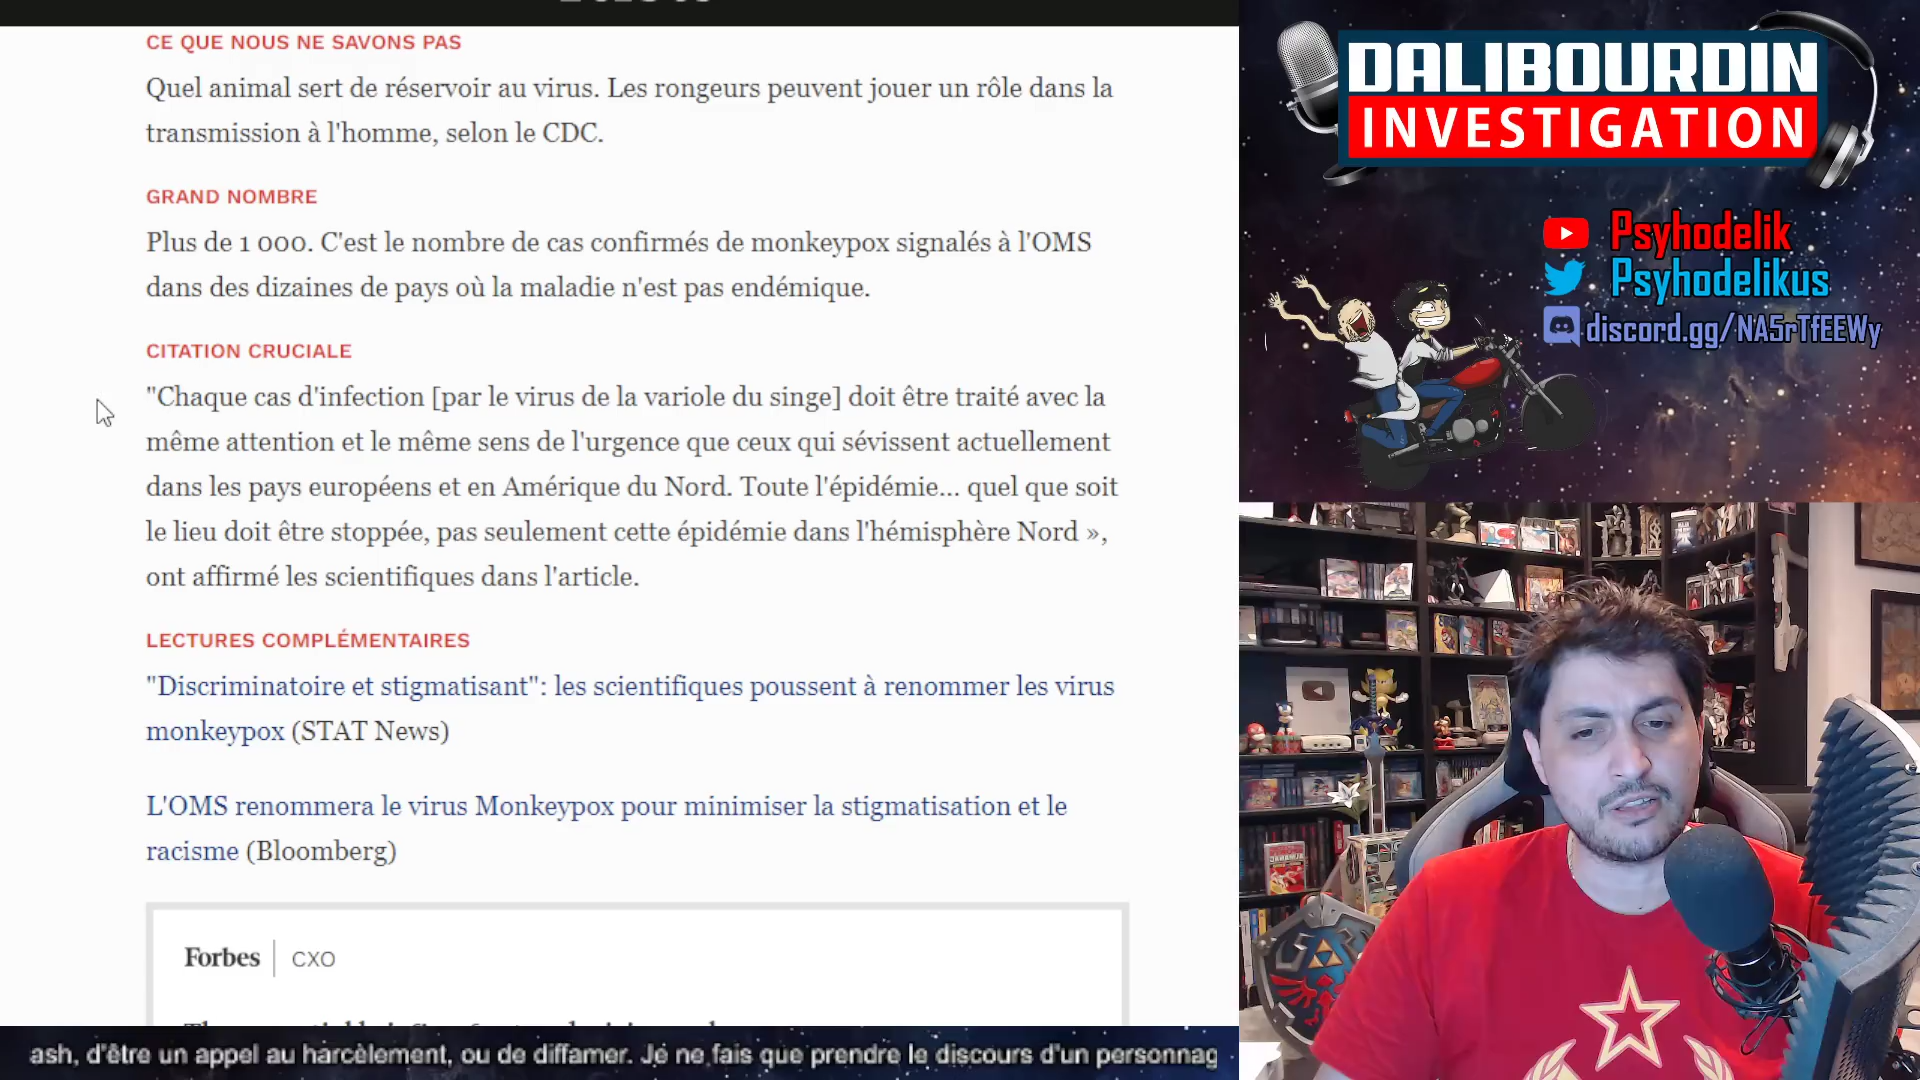 CE QUE NOUS NE SAVONS PAS
Quel animal sert de réservoir au virus. Les rongeurs peuvent jouer un rôle dans la
transmission à l'homme, selon le CDC.
GRAND NOMBRE
Plus de 1 000. C'est le nombre de cas confirmés de monkeypox signalés à l'OMS
dans des dizaines de pays où la maladie n'est pas endémique.
CITATION CRUCIALE
"Chaque cas d'infection [par le virus de la variole du singe] doit être traité avec la
même attention et le même sens de l'urgence que ceux qui sévissent actuellement
dans les pays européens et en Amérique du Nord. Toute l'épidémie... quel que soit
le lieu doit être stoppée, pas seulement cette épidémie dans l'hémisphère Nord »,
ont affirmé les scientifiques dans l'article.
LECTURES COMPLÉMENTAIRES
"Discriminatoire et stigmatisant": les scientifiques poussent à renommer les virus
monkeypox (STAT News)
L'OMS renommera le virus Monkeypox pour minimiser la stigmatisation et le
racisme (Bloomberg)
Forbes | CXO
ash, d'être un appel au harcèlement, ou de diffamer. Je ne fais que prendre le discours d'un personnag
DALIBOURDIN
INVESTIGATION
Psyhodelik
Psyhodelikus
discord.gg/NA5rTfEEWy